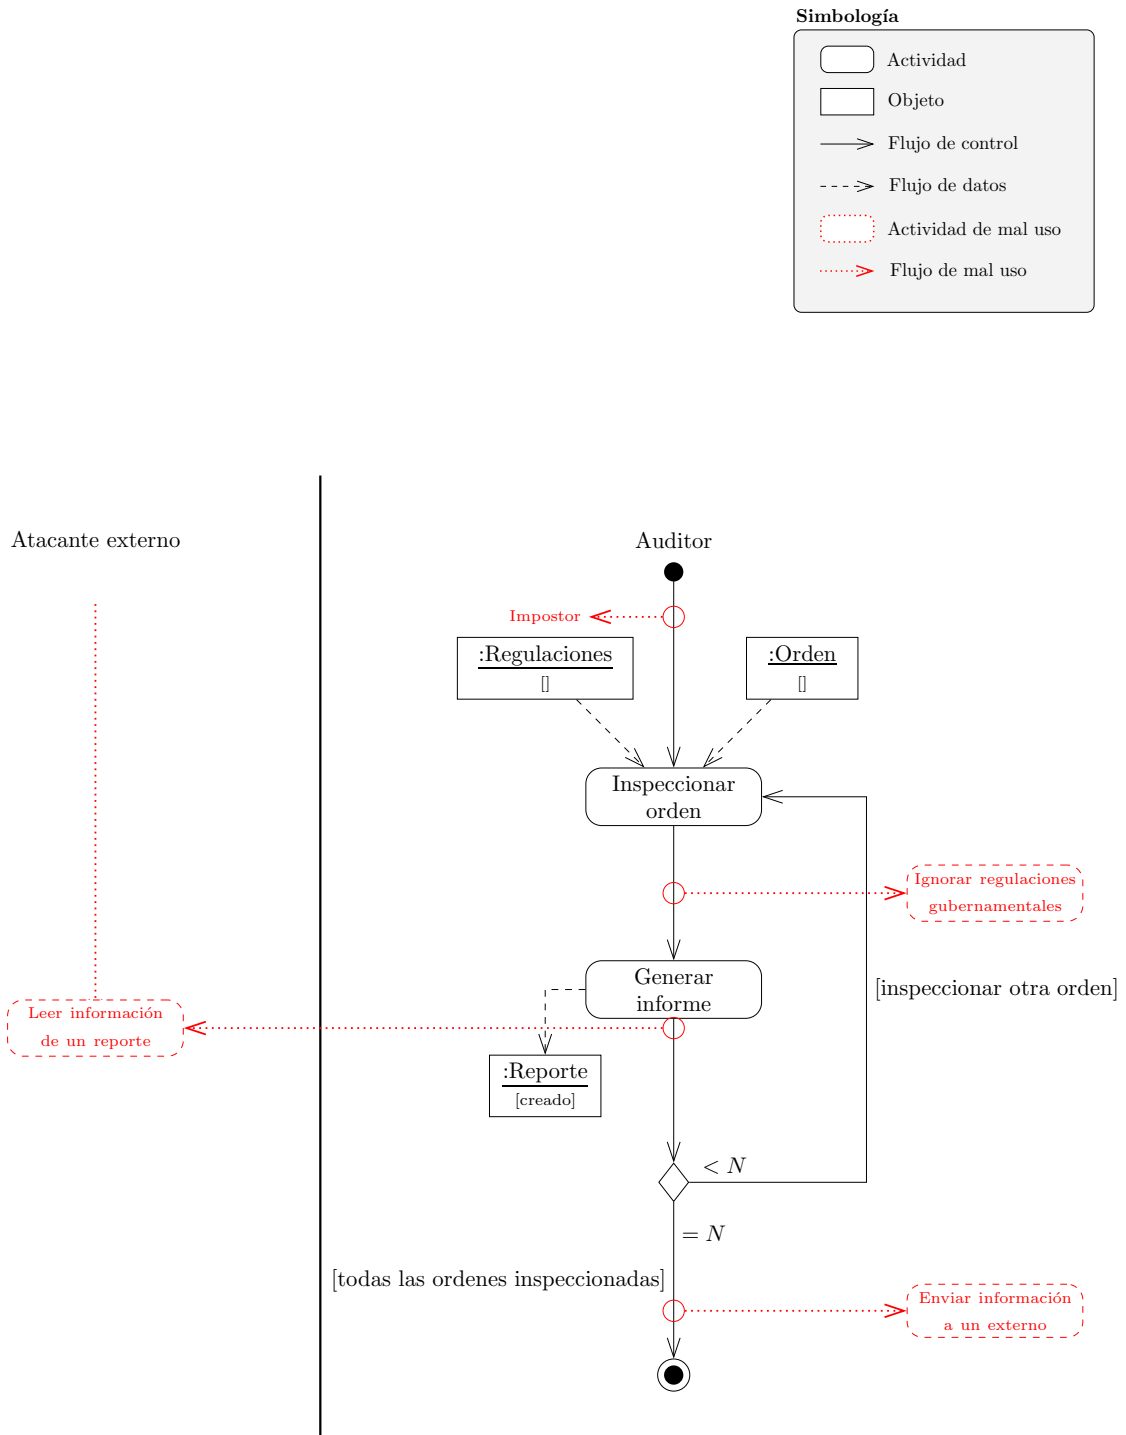 Simbología
Actividad
Objeto
Flujo de control
Flujo de datos
Actividad de mal uso
Flujo de mal uso
Atacante externo
Auditor
Impostor
:Regulaciones
[]
:Orden
[]
Inspeccionar
orden
Ignorar regulaciones
gubernamentales
Generar
informe
[inspeccionar otra orden]
Leer información
de un reporte
:Reporte
[creado]
< N
= N
[todas las ordenes inspeccionadas]
Enviar información
a un externo